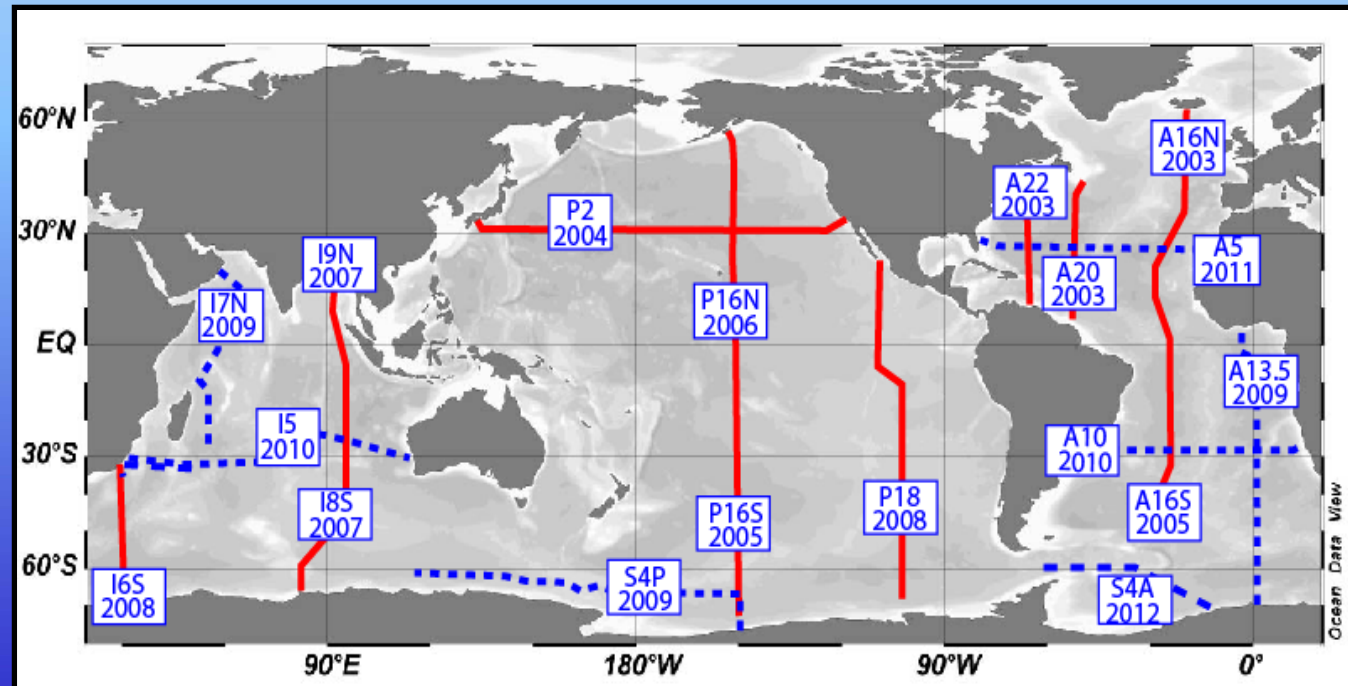 60°N
30°N
EQ
30°S
60°S
90°E
180°W
90°W
0°
A16N
2003
A22
2003
P2
2004
A5
2011
I9N
2007
A20
2003
I7N
2009
P16N
2006
A13.5
2009
I5
2010
A10
2010
I8S
2007
P16S
2005
P18
2008
A16S
2005
I6S
2008
S4P
2009
S4A
2012
Ocean Data View